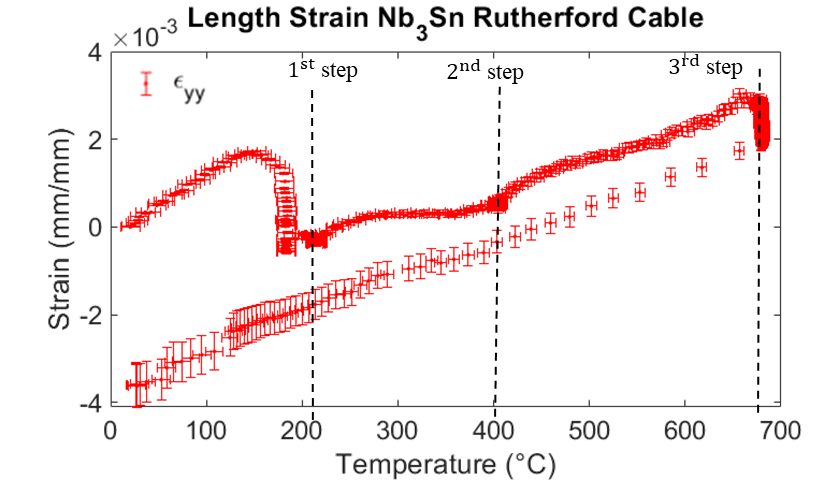 Length Strain Nb₃Sn Rutherford Cable
×10⁻³
1ˢᵗ step
2ⁿᵈ step
3ʳᵈ step
ϵyy
4
2
0
-2
-4
Strain (mm/mm)
0 100 200 300 400 500 600 700
Temperature (°C)